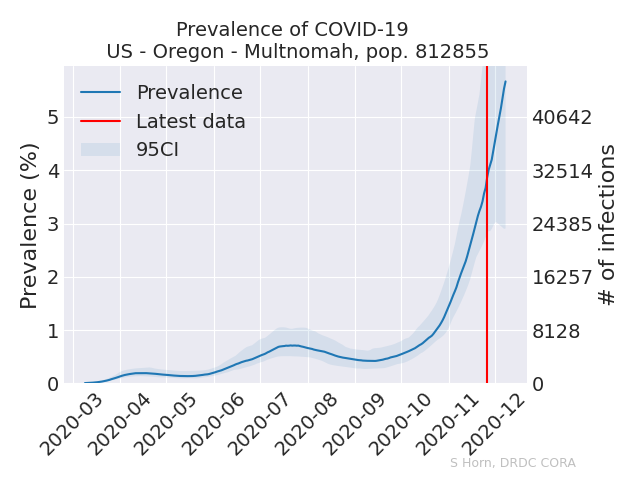 Prevalence of COVID-19
US - Oregon - Multnomah, pop. 812855
Prevalence
Latest data
95CI
Prevalence (%)
5
4
3
2
1
0
40642
32514
24385
16257
8128
0
# of infections
2020-03
2020-04
2020-05
2020-06
2020-07
2020-08
2020-09
2020-10
2020-11
2020-12
S Horn, DRDC CORA